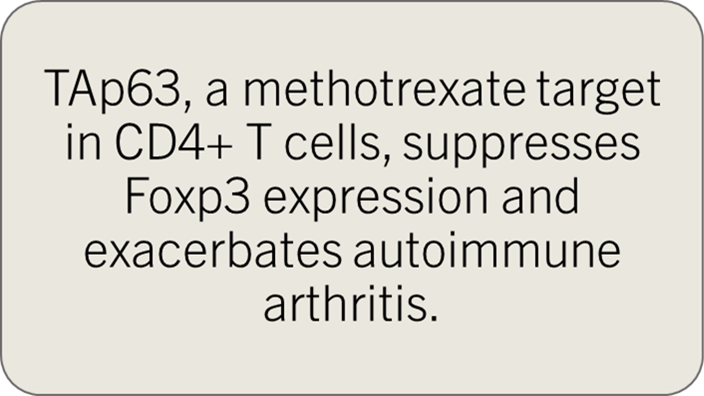 TAp63, a methotrexate target
in CD4+ T cells, suppresses
Foxp3 expression and
exacerbates autoimmune
arthritis.